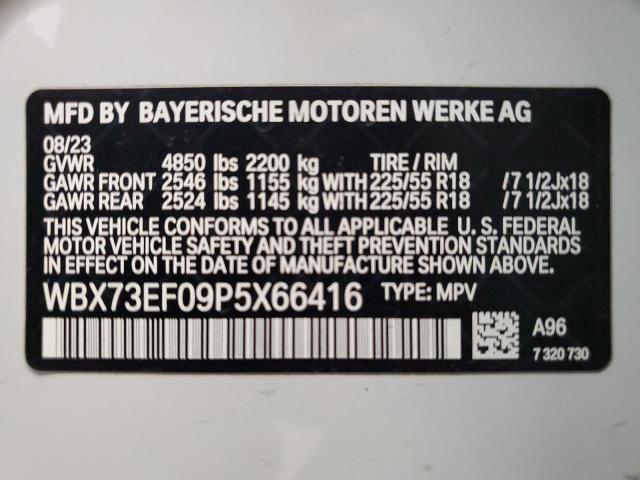 MFD BY BAYERISCHE MOTOREN WERKE AG
08/23
GVWR 4850 lbs 2200 kg TIRE / RIM
GAWR FRONT 2546 lbs 1155 kg WITH 225/55 R18 /7 1/2Jx18
GAWR REAR 2524 lbs 1145 kg WITH 225/55 R18 /7 1/2Jx18
THIS VEHICLE CONFORMS TO ALL APPLICABLE U. S. FEDERAL
MOTOR VEHICLE SAFETY AND THEFT PREVENTION STANDARDS
IN EFFECT ON THE DATE OF MANUFACTURE SHOWN ABOVE.
WBX73EF09P5X66416 TYPE: MPV
A96
7 320 730